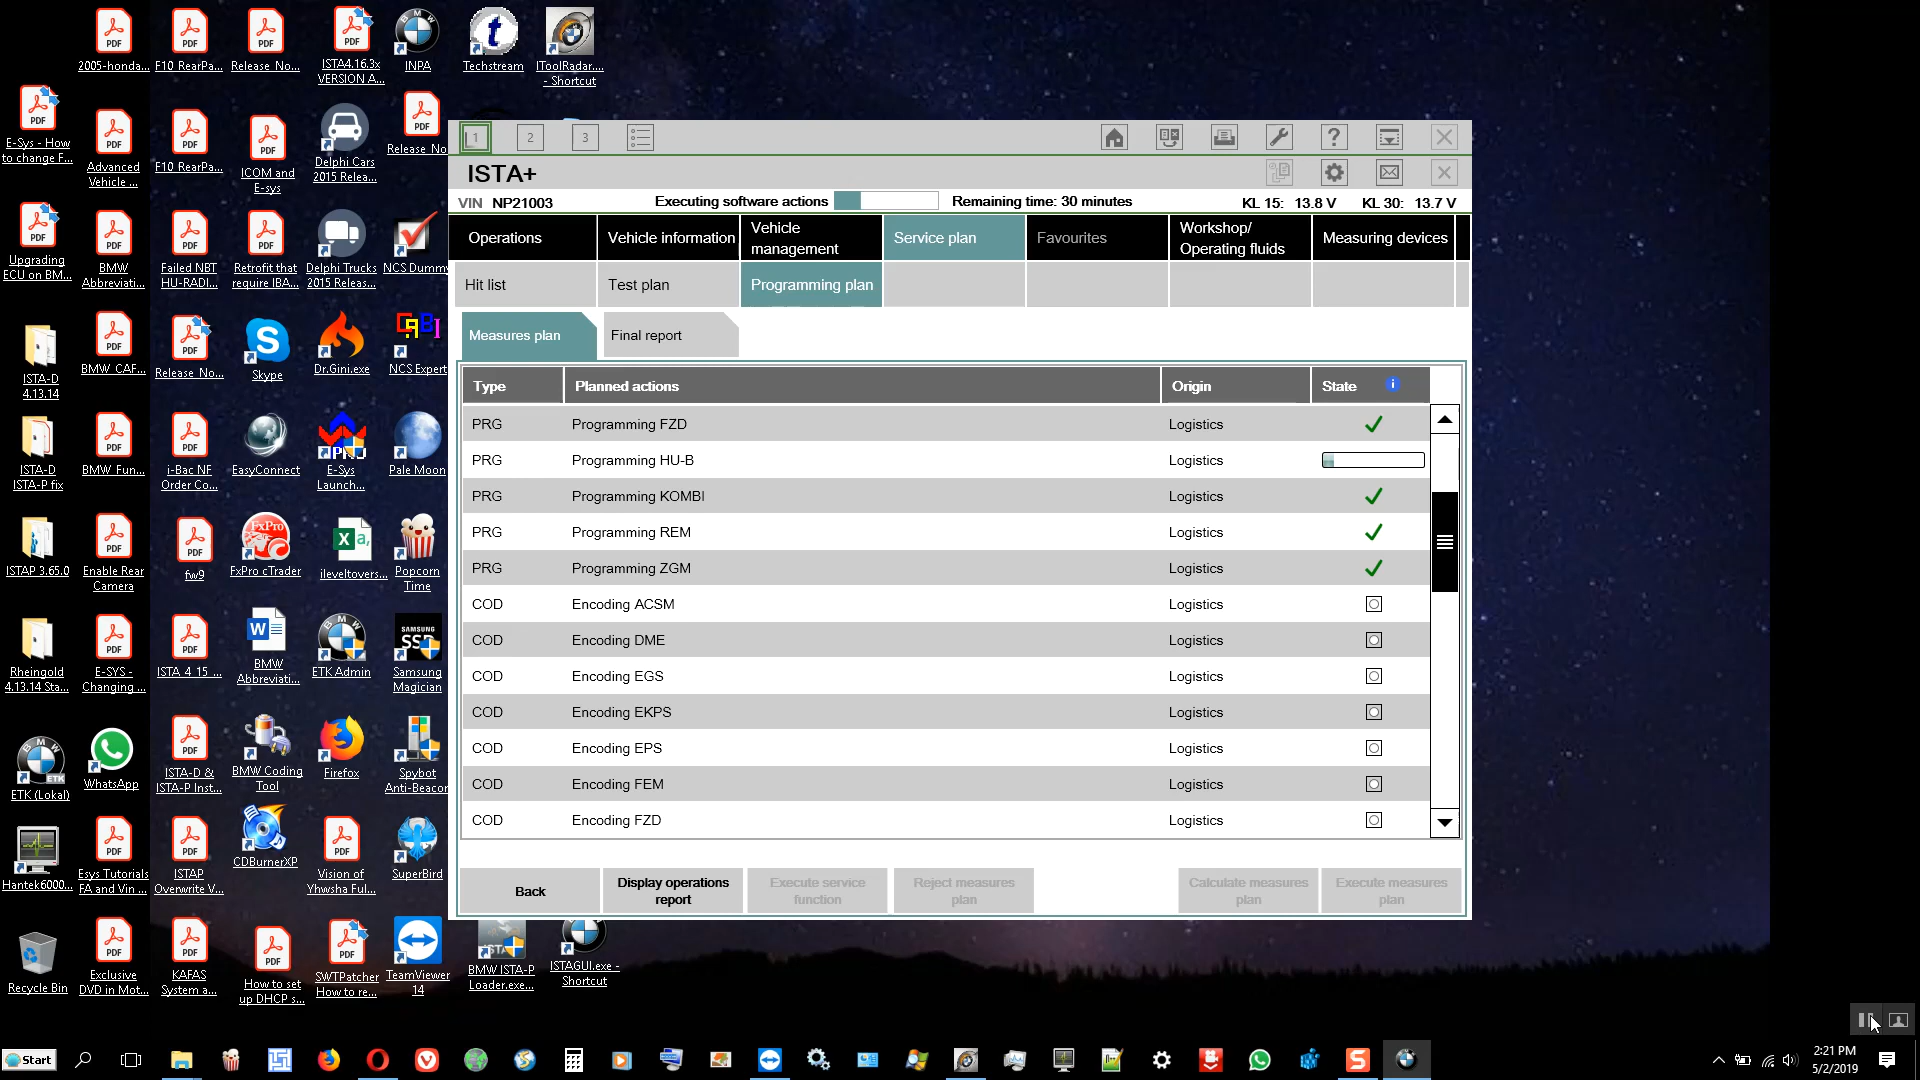 2005-honda...
F10 RearPa...
Release_No...
ISTA4.16.3x
VERSION A...
INPA
Techstream
IToolRadar....
- Shortcut
E-Sys - How
to change F...
Advanced
Vehicle ...
F10 RearPa...
ICOM and
E-sys
Delphi Cars
2015 Relea...
Release_No
Upgrading
ECU on BM...
BMW
Abbreviati...
Failed NBT
HU-RADI...
Retrofit that
require IBA...
Delphi Trucks
2015 Releas...
NCS Dummy
ISTA-D
4.13.14
BMW_CAF...
Release_No...
Skype
Dr.Gini.exe
NCS Expert
ISTA-D
ISTA-P fix
BMW_Fun...
i-Bac NF
Order Co...
EasyConnect
E-Sys
Launch...
Pale Moon
ISTAP 3.65.0
Enable Rear
Camera
fw9
FxPro cTrader
ileveltovers...
Popcorn
Time
Rheingold
4.13.14 Sta...
E-SYS -
Changing ...
ISTA_4_15_...
BMW
Abbreviati...
ETK Admin
Samsung
Magician
ETK (Lokal)
WhatsApp
ISTA-D &
ISTA-P Inst...
BMW Coding
Tool
Firefox
Spybot
Anti-Beacon
Hantek6000...
Esys Tutorials
FA and Vin ...
ISTAP
Overwrite V...
CDBurnerXP
Vision of
Yhwsha Ful...
SuperBird
Recycle Bin
Exclusive
DVD in Mot...
KAFAS
System a...
How to set
up DHCP s...
SWTPatcher
How to re...
TeamViewer
14
BMW ISTA-P
Loader.exe...
ISTAGUI.exe -
Shortcut
1 2 3
ISTA+
VIN NP21003 Executing software actions Remaining time: 30 minutes KL 15: 13.8 V KL 30: 13.7 V
Operations Vehicle information Vehicle
management Service plan Favourites Workshop/
Operating fluids Measuring devices
Hit list Test plan Programming plan
Measures plan Final report
Type Planned actions Origin State
PRG Programming FZD Logistics
PRG Programming HU-B Logistics
PRG Programming KOMBI Logistics
PRG Programming REM Logistics
PRG Programming ZGM Logistics
COD Encoding ACSM Logistics
COD Encoding DME Logistics
COD Encoding EGS Logistics
COD Encoding EKPS Logistics
COD Encoding EPS Logistics
COD Encoding FEM Logistics
COD Encoding FZD Logistics
Back
Display operations
report
Execute service
function
Reject measures
plan
Calculate measures
plan
Execute measures
plan
Start
2:21 PM
5/2/2019